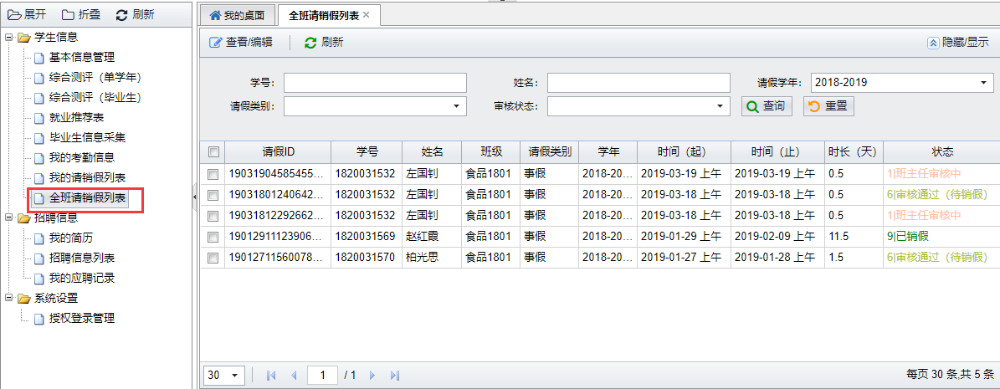 展开 折叠 刷新
学生信息
基本信息管理
综合测评（单学年）
综合测评（毕业生）
就业推荐表
毕业生信息采集
我的考勤信息
我的请销假列表
全班请销假列表
招聘信息
我的简历
招聘信息列表
我的应聘记录
系统设置
授权登录管理
我的桌面 全班请销假列表
查看/编辑 刷新 隐藏/显示
学号： 姓名： 请假学年： 2018-2019
请假类别： 审核状态： 查询 重置
请假ID 学号 姓名 班级 请假类别 学年 时间（起） 时间（止） 时长（天） 状态
19031904585455... 1820031532 左国钊 食品1801 事假 2018-20... 2019-03-19 上午 2019-03-19 上午 0.5 1|班主任审核中
19031801240642... 1820031532 左国钊 食品1801 事假 2018-20... 2019-03-18 上午 2019-03-18 上午 0.5 6|审核通过（待销假）
19031812292662... 1820031532 左国钊 食品1801 事假 2018-20... 2019-03-18 上午 2019-03-18 上午 0.5 1|班主任审核中
19012911123906... 1820031569 赵红霞 食品1801 事假 2018-20... 2019-01-29 上午 2019-02-09 上午 11.5 9|已销假
19012711560078... 1820031570 柏光思 食品1801 事假 2018-20... 2019-01-27 上午 2019-01-28 上午 1.5 6|审核通过（待销假）
30 1 / 1 每页 30 条,共 5 条